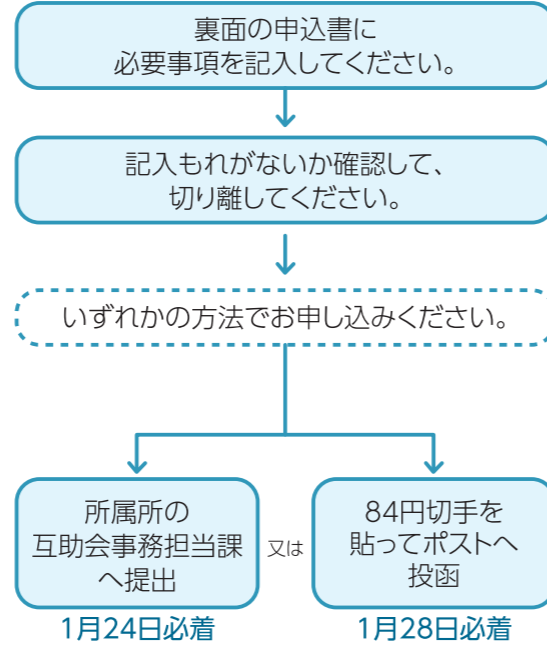 裏面の申込書に
必要事項を記入してください。
記入もれがないか確認して、
切り離してください。
いずれかの方法でお申し込みください。
所属所の
互助会事務担当課
へ提出
又は
84円切手を
貼ってポストへ
投函
1月24日必着
1月28日必着